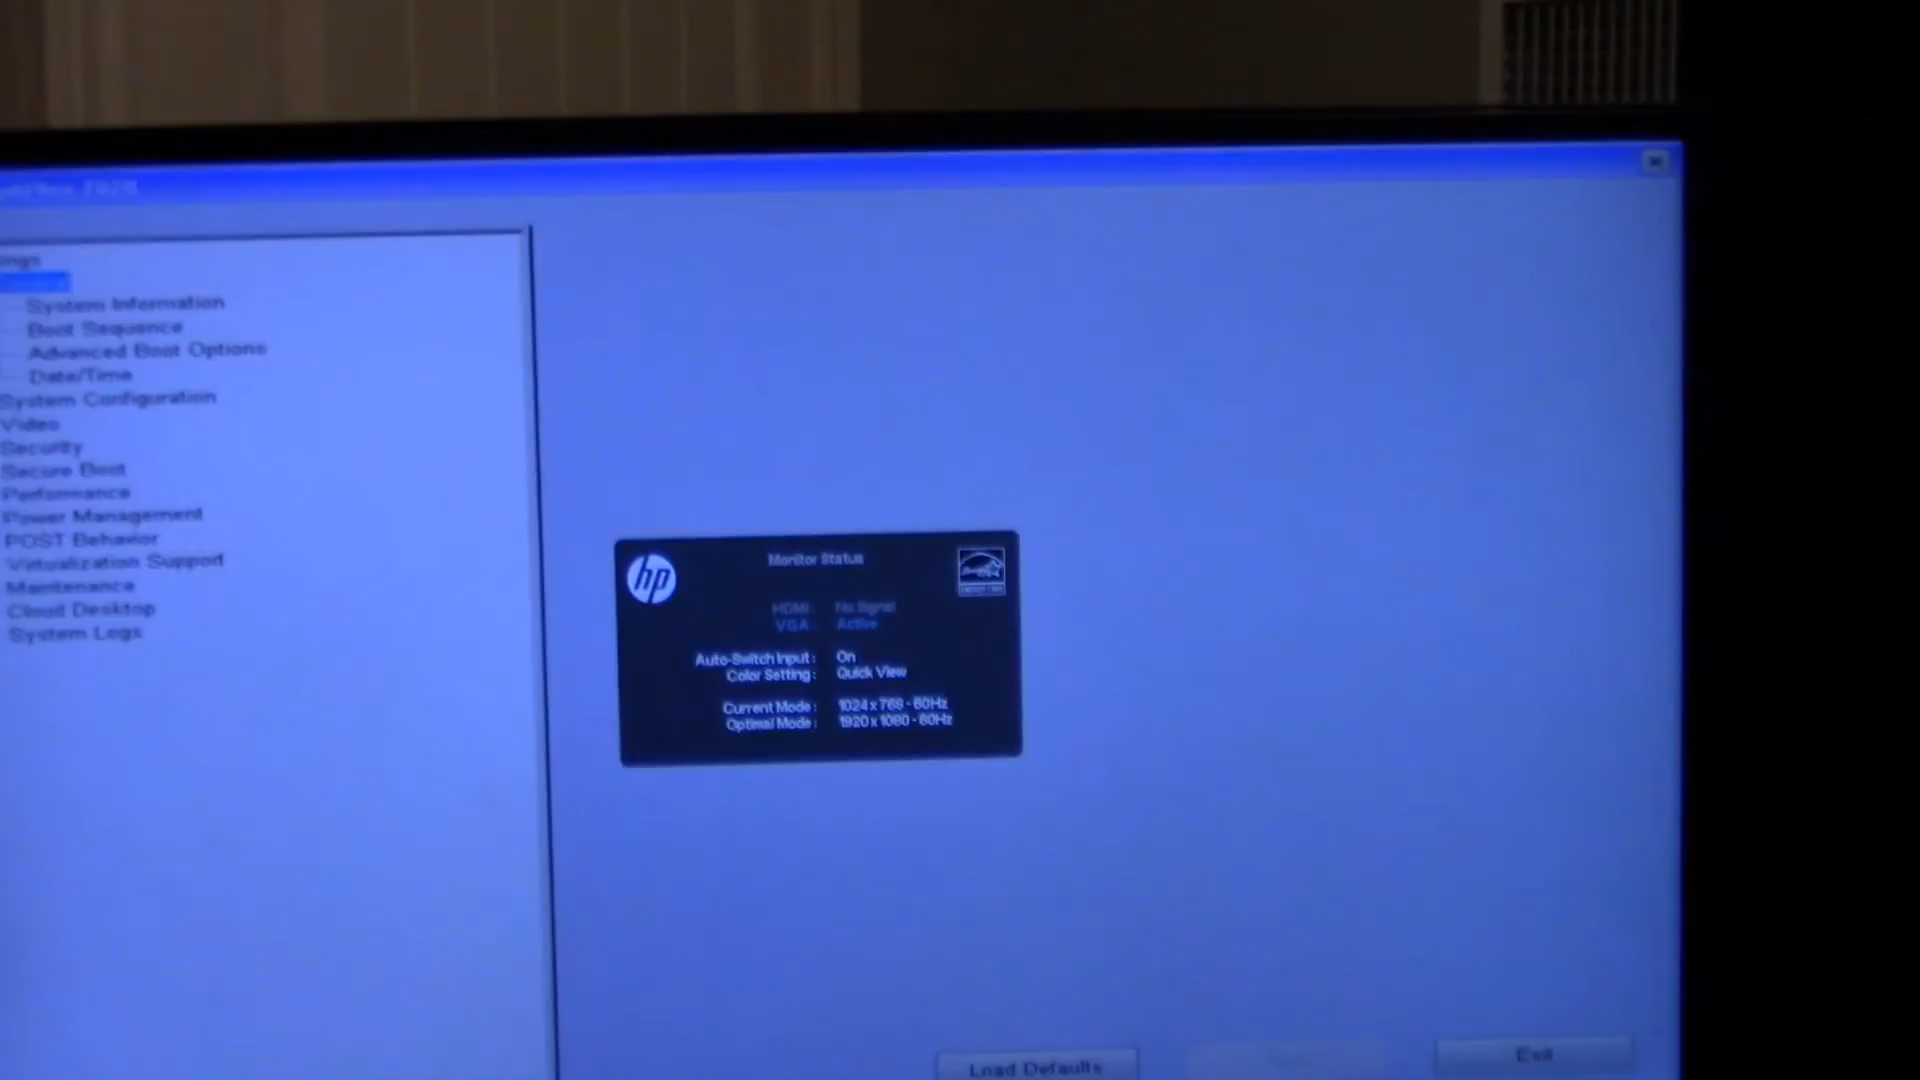 System Information
Boot Sequence
Advanced Boot Options
Date/Time
System Configuration
Video
Security
Secure Boot
Performance
Power Management
POST Behavior
Virtualization Support
Maintenance
Cloud Desktop
System Logs
hp
Monitor Status
HDMI: No Signal
VGA: Active
Auto-Switch Input: On
Color Setting: Quick View
Current Mode: 1024 x 768 - 60Hz
Optimal Mode: 1920 x 1080 - 60Hz
Load Defaults
Exit